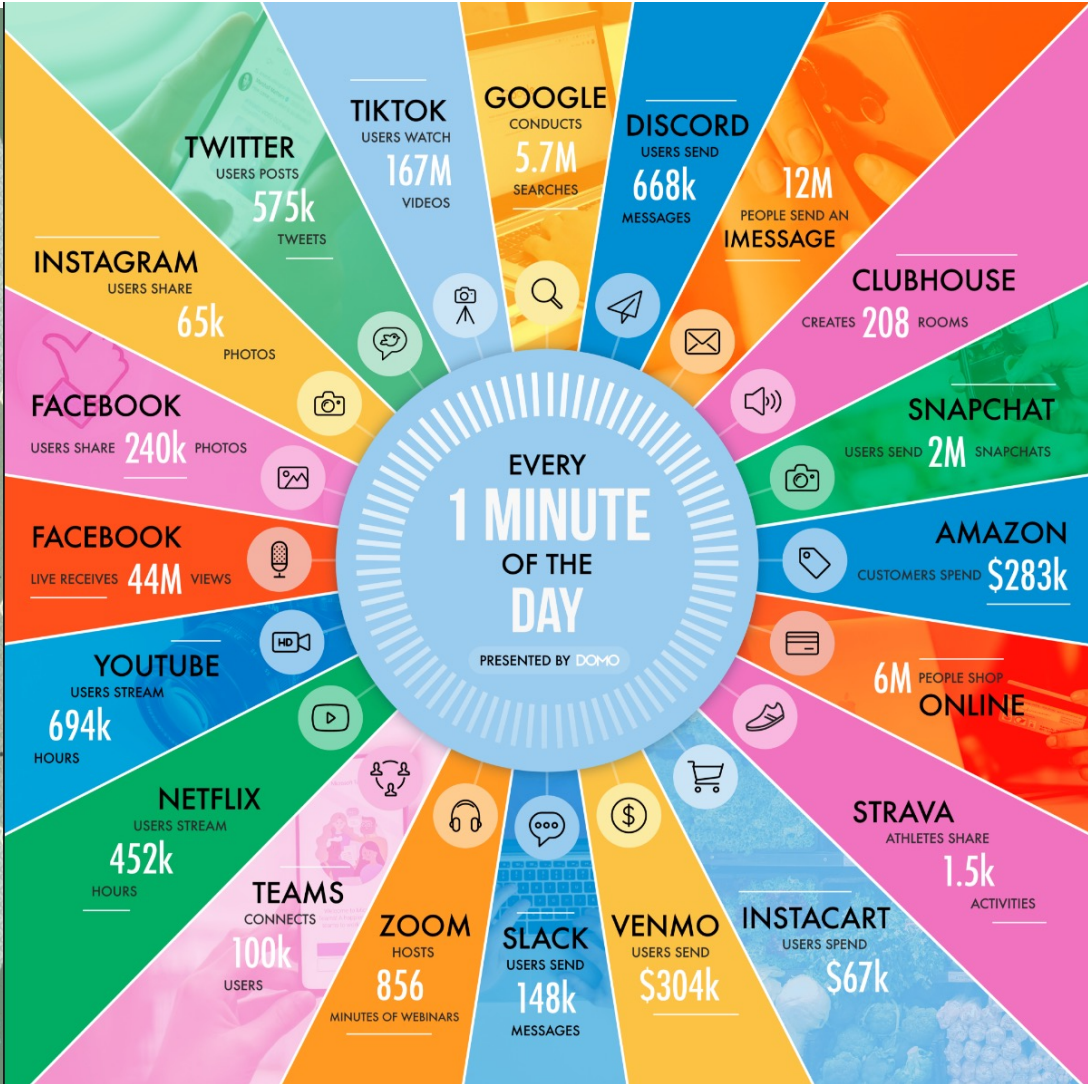 EVERY
1 MINUTE
OF THE
DAY
PRESENTED BY DOMO
GOOGLE
CONDUCTS
5.7M
SEARCHES
DISCORD
USERS SEND
668k
MESSAGES
12M
PEOPLE SEND AN
IMESSAGE
CLUBHOUSE
CREATES 208 ROOMS
SNAPCHAT
USERS SEND 2M SNAPCHATS
AMAZON
CUSTOMERS SPEND $283k
6M PEOPLE SHOP
ONLINE
STRAVA
ATHLETES SHARE
1.5k
ACTIVITIES
INSTACART
USERS SPEND
$67k
VENMO
USERS SEND
$304k
SLACK
USERS SEND
148k
MESSAGES
ZOOM
HOSTS
856
MINUTES OF WEBINARS
TEAMS
CONNECTS
100k
USERS
NETFLIX
USERS STREAM
452k
HOURS
HD
YOUTUBE
USERS STREAM
694k
HOURS
FACEBOOK
LIVE RECEIVES 44M VIEWS
FACEBOOK
USERS SHARE 240k PHOTOS
INSTAGRAM
USERS SHARE
65k
PHOTOS
TWITTER
USERS POSTS
575k
TWEETS
TIKTOK
USERS WATCH
167M
VIDEOS